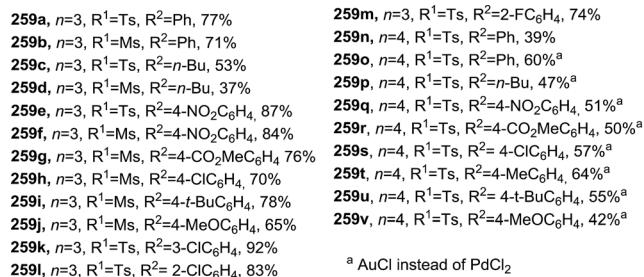 259a, n=3, R¹=Ts, R²=Ph, 77%
259b, n=3, R¹=Ms, R²=Ph, 71%
259c, n=3, R¹=Ts, R²=n-Bu, 53%
259d, n=3, R¹=Ms, R²=n-Bu, 37%
259e, n=3, R¹=Ts, R²=4-NO₂C₆H₄, 87%
259f, n=3, R¹=Ms, R²=4-NO₂C₆H₄, 84%
259g, n=3, R¹=Ms, R²=4-CO₂MeC₆H₄ 76%
259h, n=3, R¹=Ms, R²=4-ClC₆H₄, 70%
259i, n=3, R¹=Ms, R²=4-t-BuC₆H₄, 78%
259j, n=3, R¹=Ms, R²=4-MeOC₆H₄, 65%
259k, n=3, R¹=Ts, R²=3-ClC₆H₄, 92%
259l, n=3, R¹=Ts, R²= 2-ClC₆H₄, 83%
259m, n=3, R¹=Ts, R²=2-FC₆H₄, 74%
259n, n=4, R¹=Ts, R²=Ph, 39%
259o, n=4, R¹=Ts, R²=Ph, 60%ᵃ
259p, n=4, R¹=Ts, R²=n-Bu, 47%ᵃ
259q, n=4, R¹=Ts, R²=4-NO₂C₆H₄, 51%ᵃ
259r, n=4, R¹=Ts, R²=4-CO₂MeC₆H₄, 50%ᵃ
259s, n=4, R¹=Ts, R²= 4-ClC₆H₄, 57%ᵃ
259t, n=4, R¹=Ts, R²=4-MeC₆H₄, 64%ᵃ
259u, n=4, R¹=Ts, R²= 4-t-BuC₆H₄, 55%ᵃ
259v, n=4, R¹=Ts, R²=4-MeOC₆H₄, 42%ᵃ
ᵃ AuCl instead of PdCl₂